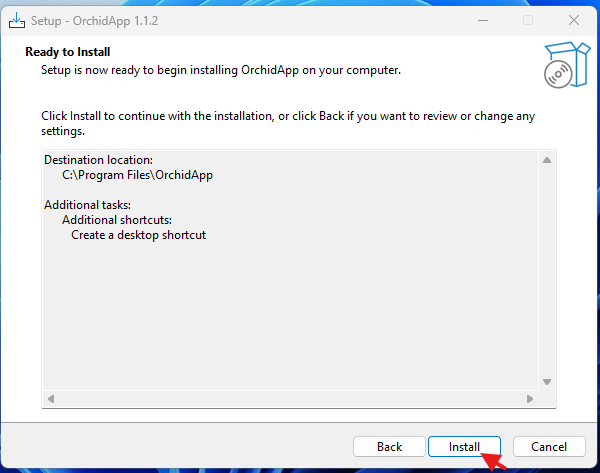 Setup - OrchidApp 1.1.2
Ready to Install
Setup is now ready to begin installing OrchidApp on your computer.
Click Install to continue with the installation, or click Back if you want to review or change any
settings.
Destination location:
C:\Program Files\OrchidApp
Additional tasks:
Additional shortcuts:
Create a desktop shortcut
Back
Install
Cancel